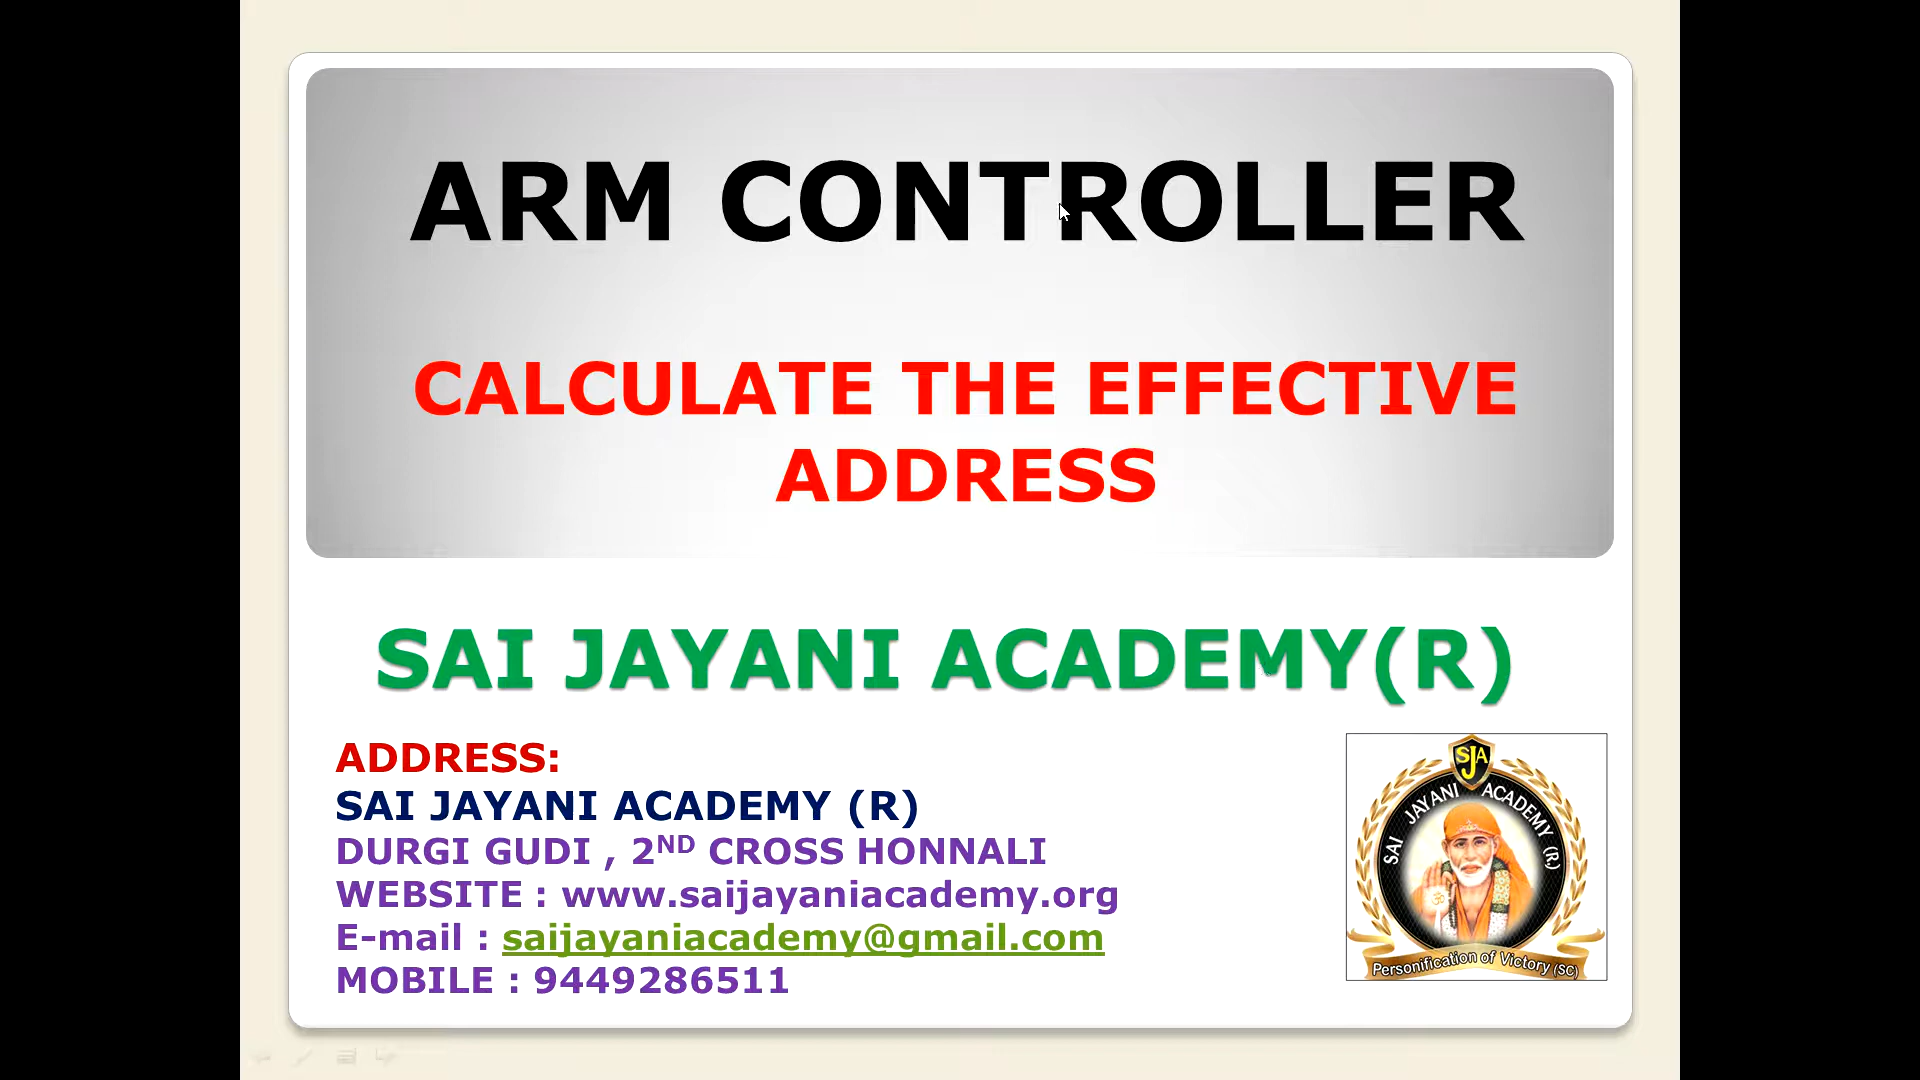 ARM CONTROLLER
CALCULATE THE EFFECTIVE
ADDRESS
SAI JAYANI ACADEMY(R)
ADDRESS:
SAI JAYANI ACADEMY (R)
DURGI GUDI , 2ND CROSS HONNALI
WEBSITE : www.saijayaniacademy.org
E-mail : saijayaniacademy@gmail.com
MOBILE : 9449286511
SJA
SAI JAYANI ACADEMY (R)
Personification of Victory (SC)